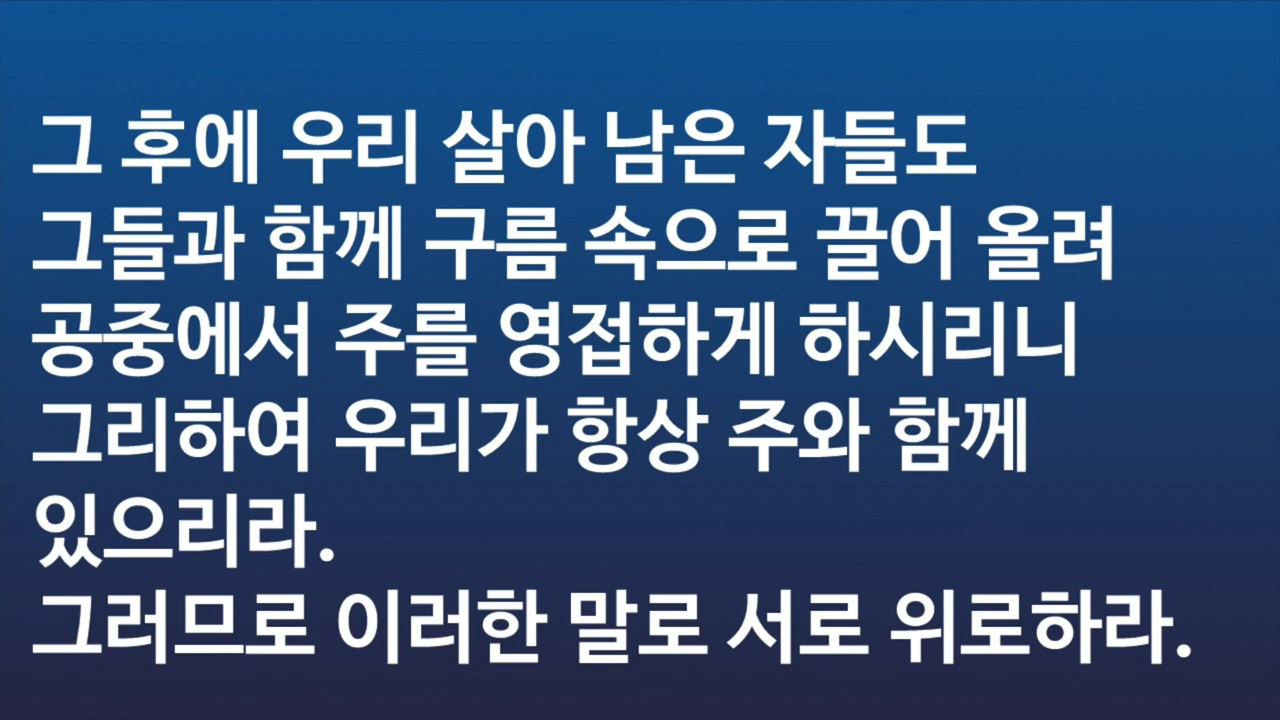 그 후에 우리 살아 남은 자들도
그들과 함께 구름 속으로 끌어 올려
공중에서 주를 영접하게 하시리니
그리하여 우리가 항상 주와 함께
있으리라.
그러므로 이러한 말로 서로 위로하라.